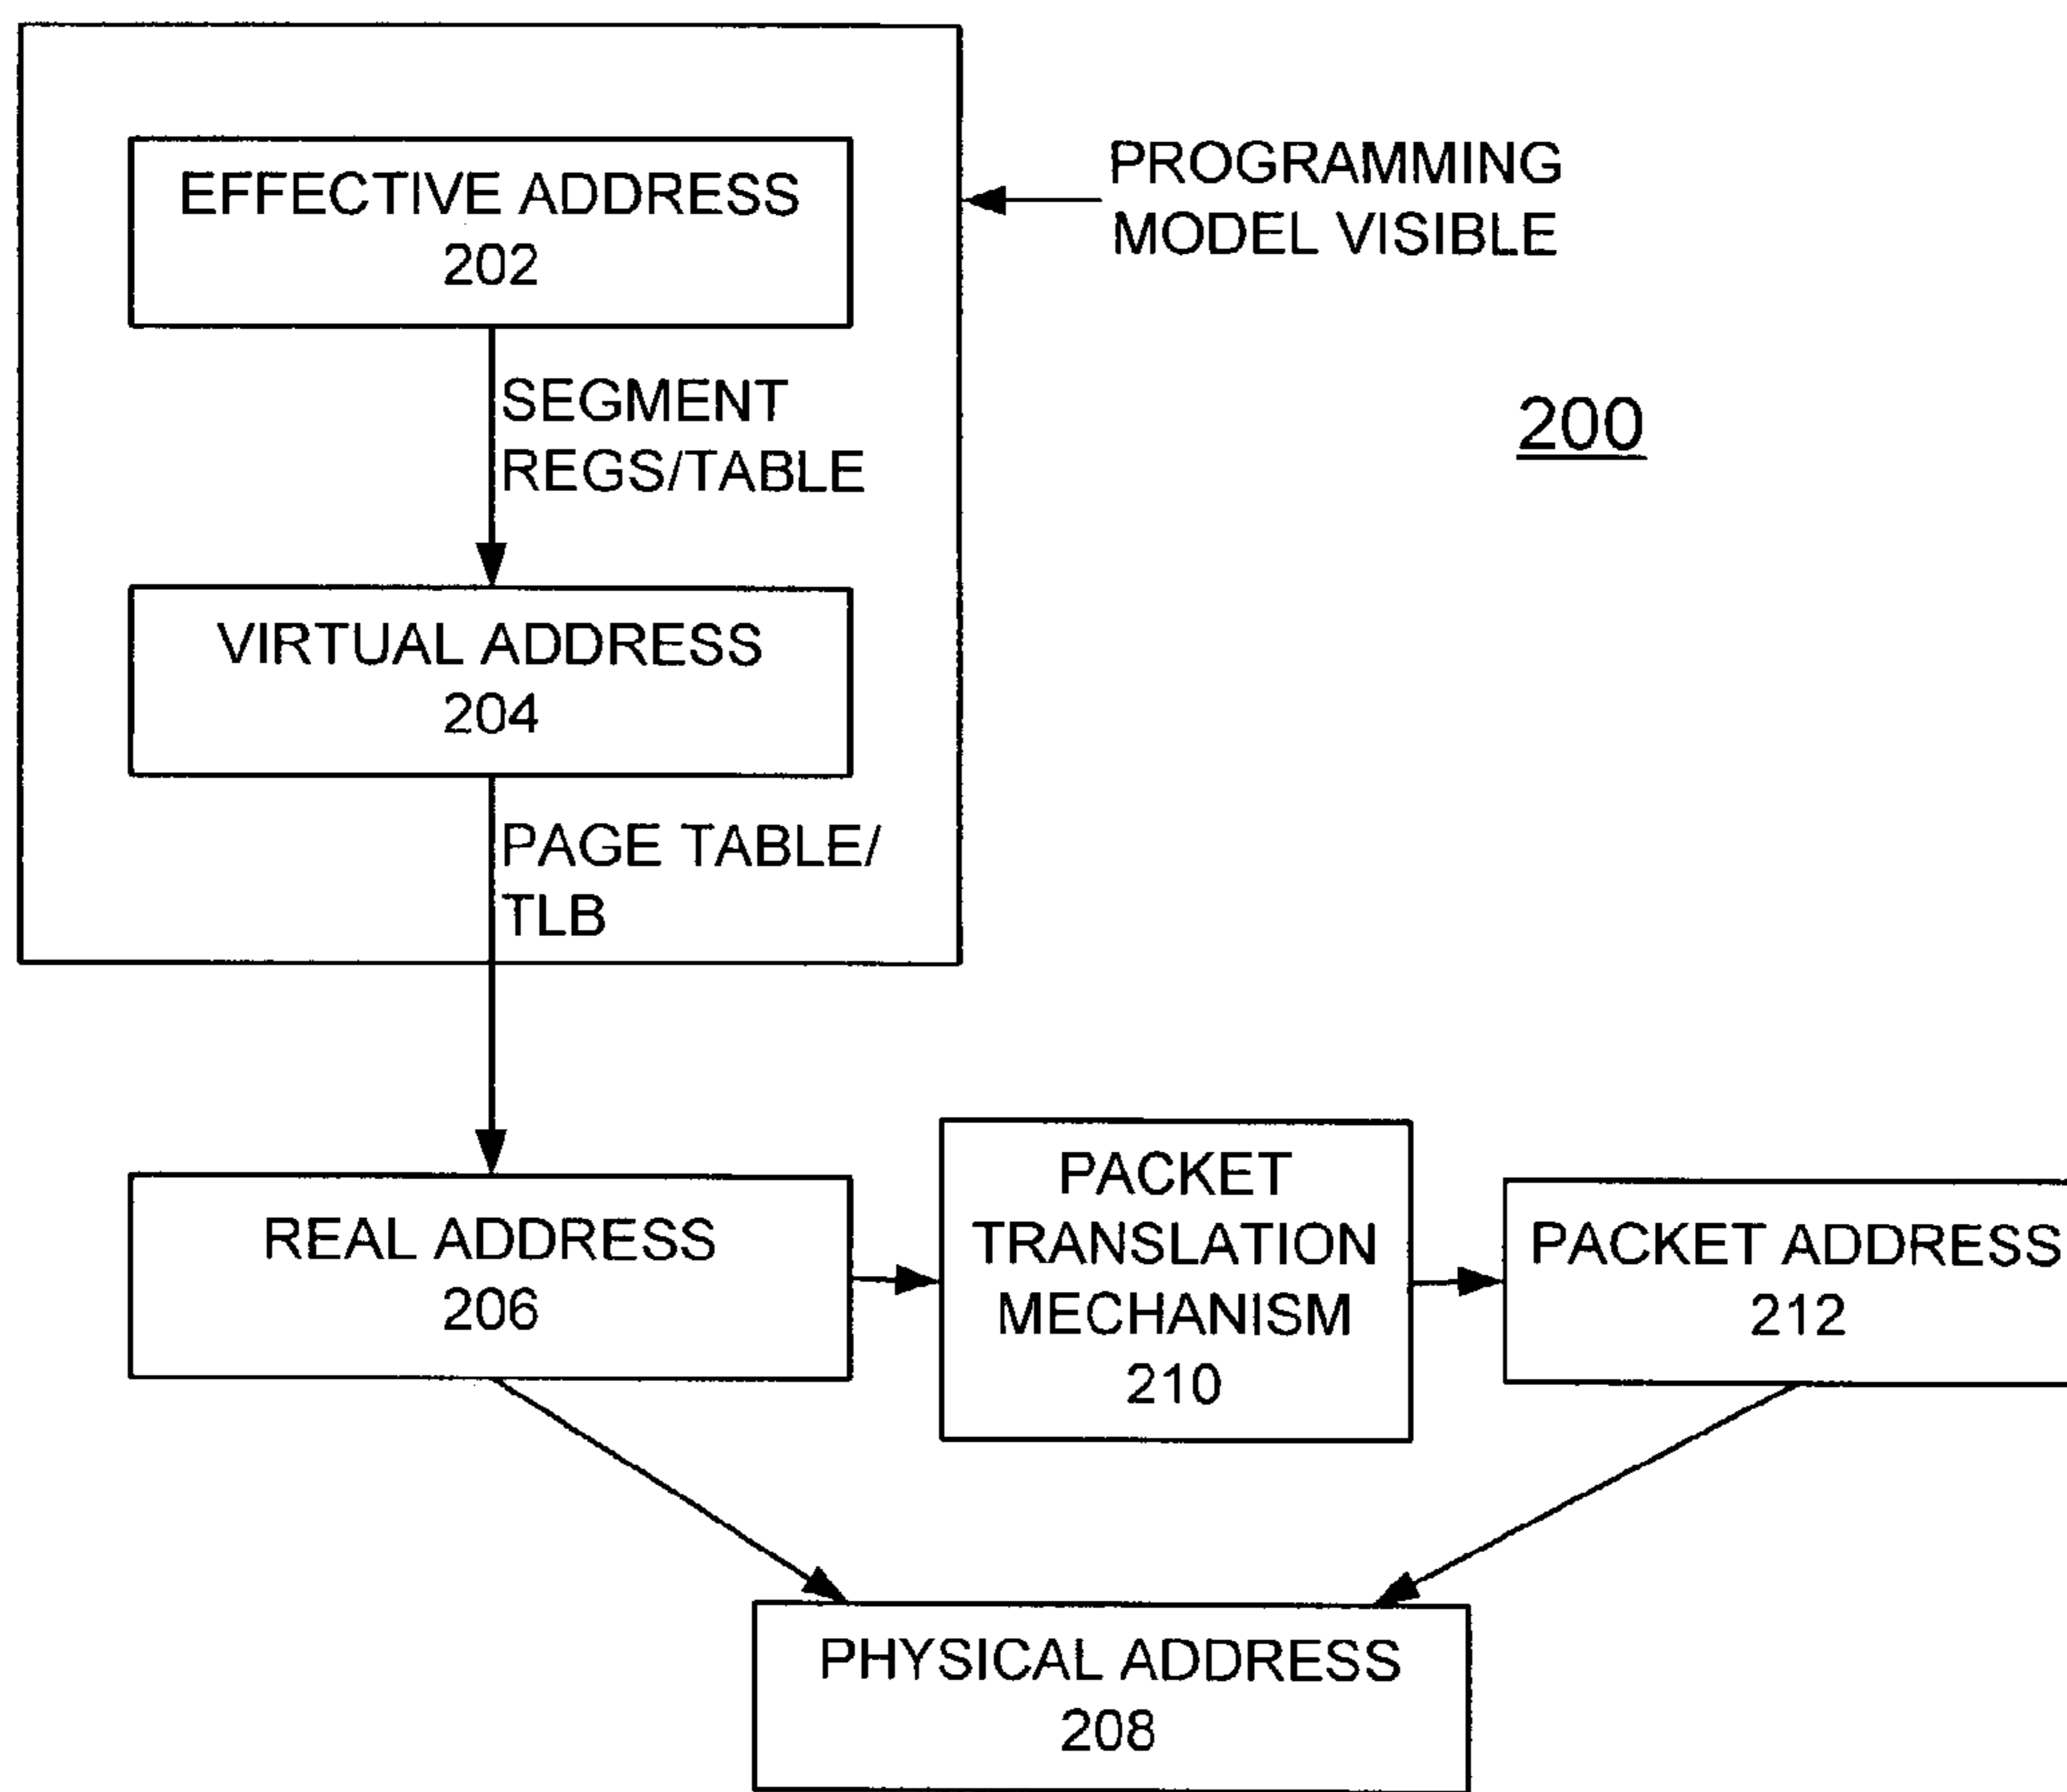 EFFECTIVE ADDRESS
202
PROGRAMMING
MODEL VISIBLE
200
SEGMENT
REGS/TABLE
VIRTUAL ADDRESS
204
PAGE TABLE/
TLB
REAL ADDRESS
206
PACKET
TRANSLATION
MECHANISM
210
PACKET ADDRESS
212
PHYSICAL ADDRESS
208